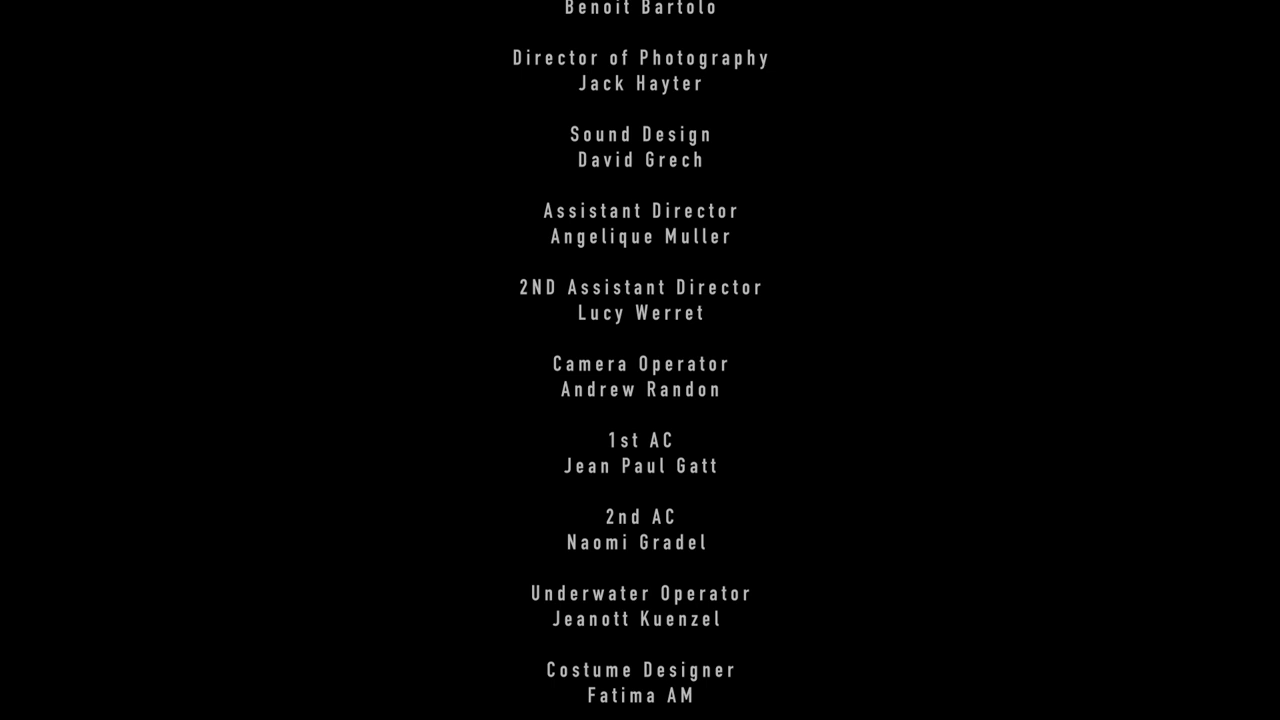 Benoit Bartolo
Director of Photography
Jack Hayter
Sound Design
David Grech
Assistant Director
Angelique Muller
2ND Assistant Director
Lucy Werret
Camera Operator
Andrew Randon
1st AC
Jean Paul Gatt
2nd AC
Naomi Gradel
Underwater Operator
Jeanott Kuenzel
Costume Designer
Fatima AM